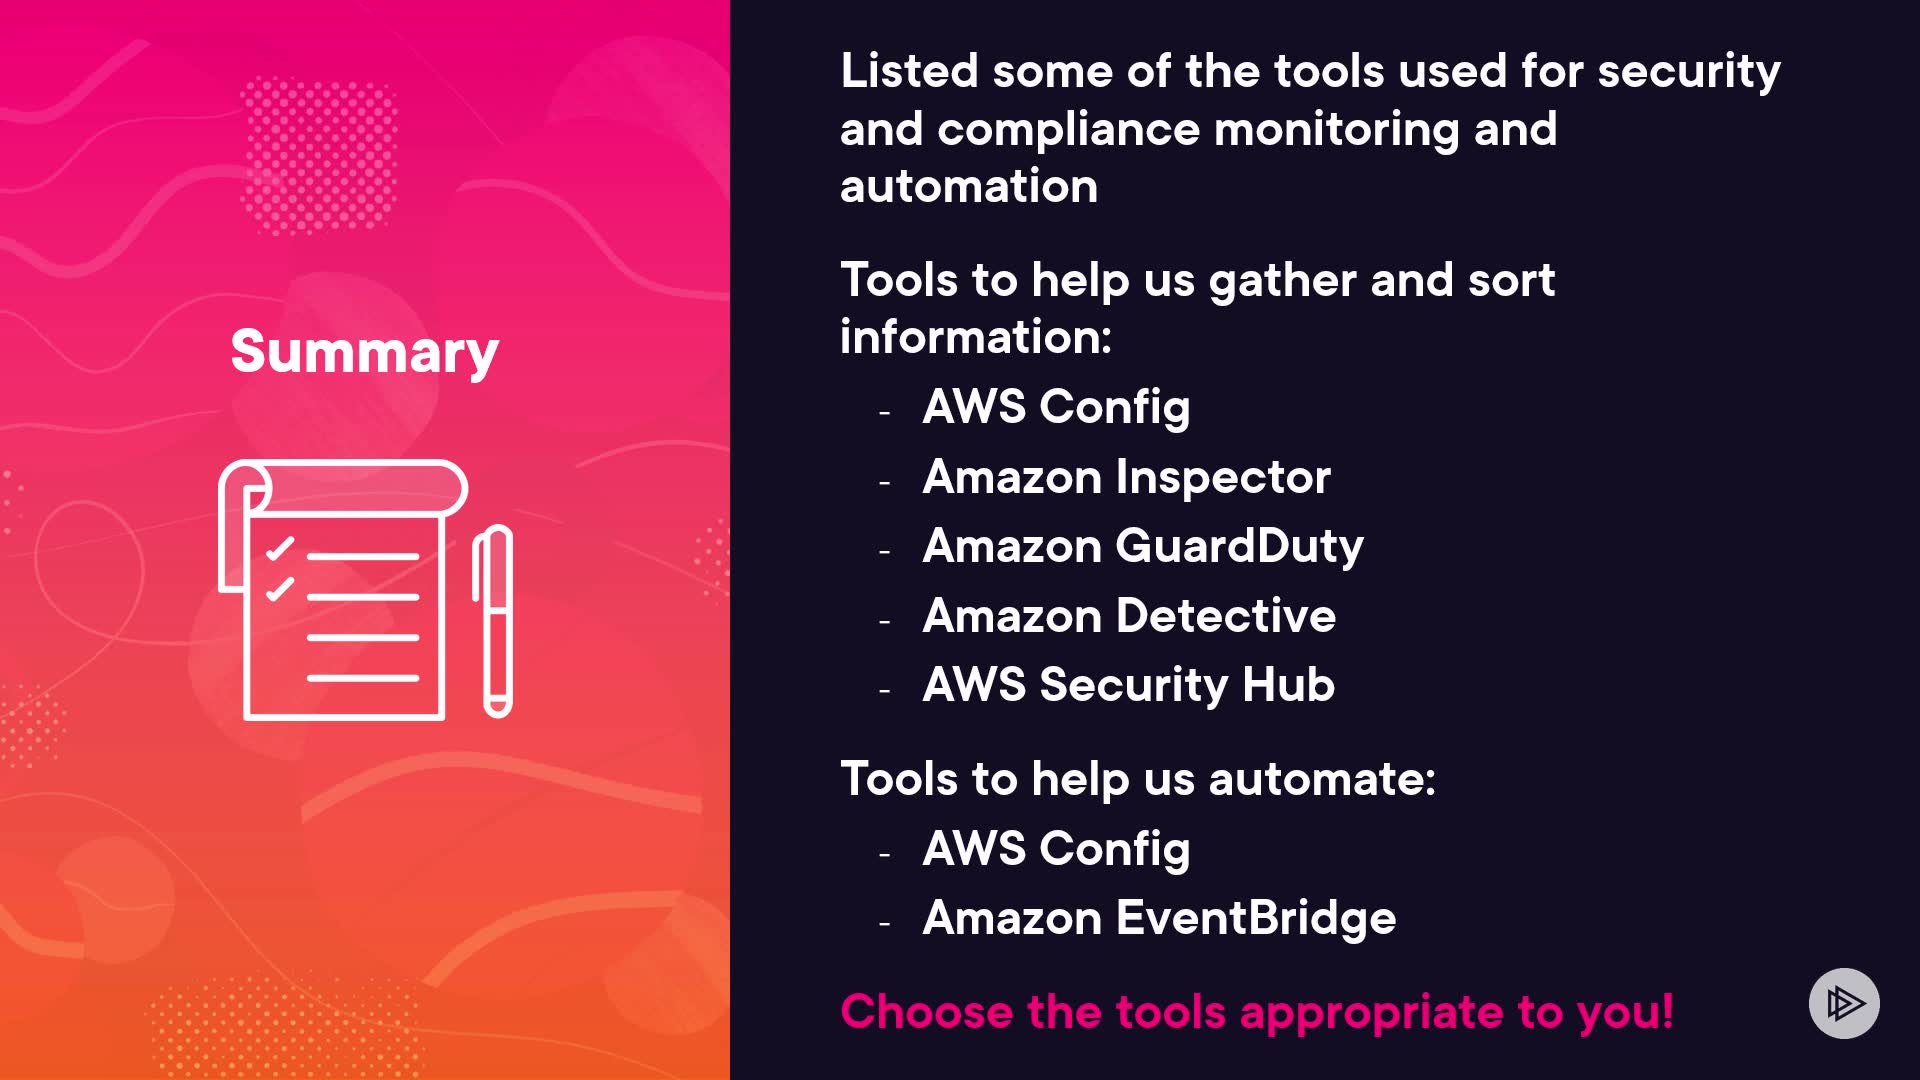 Summary
Listed some of the tools used for security
and compliance monitoring and
automation
Tools to help us gather and sort
information:
- AWS Config
- Amazon Inspector
- Amazon GuardDuty
- Amazon Detective
- AWS Security Hub
Tools to help us automate:
- AWS Config
- Amazon EventBridge
Choose the tools appropriate to you!